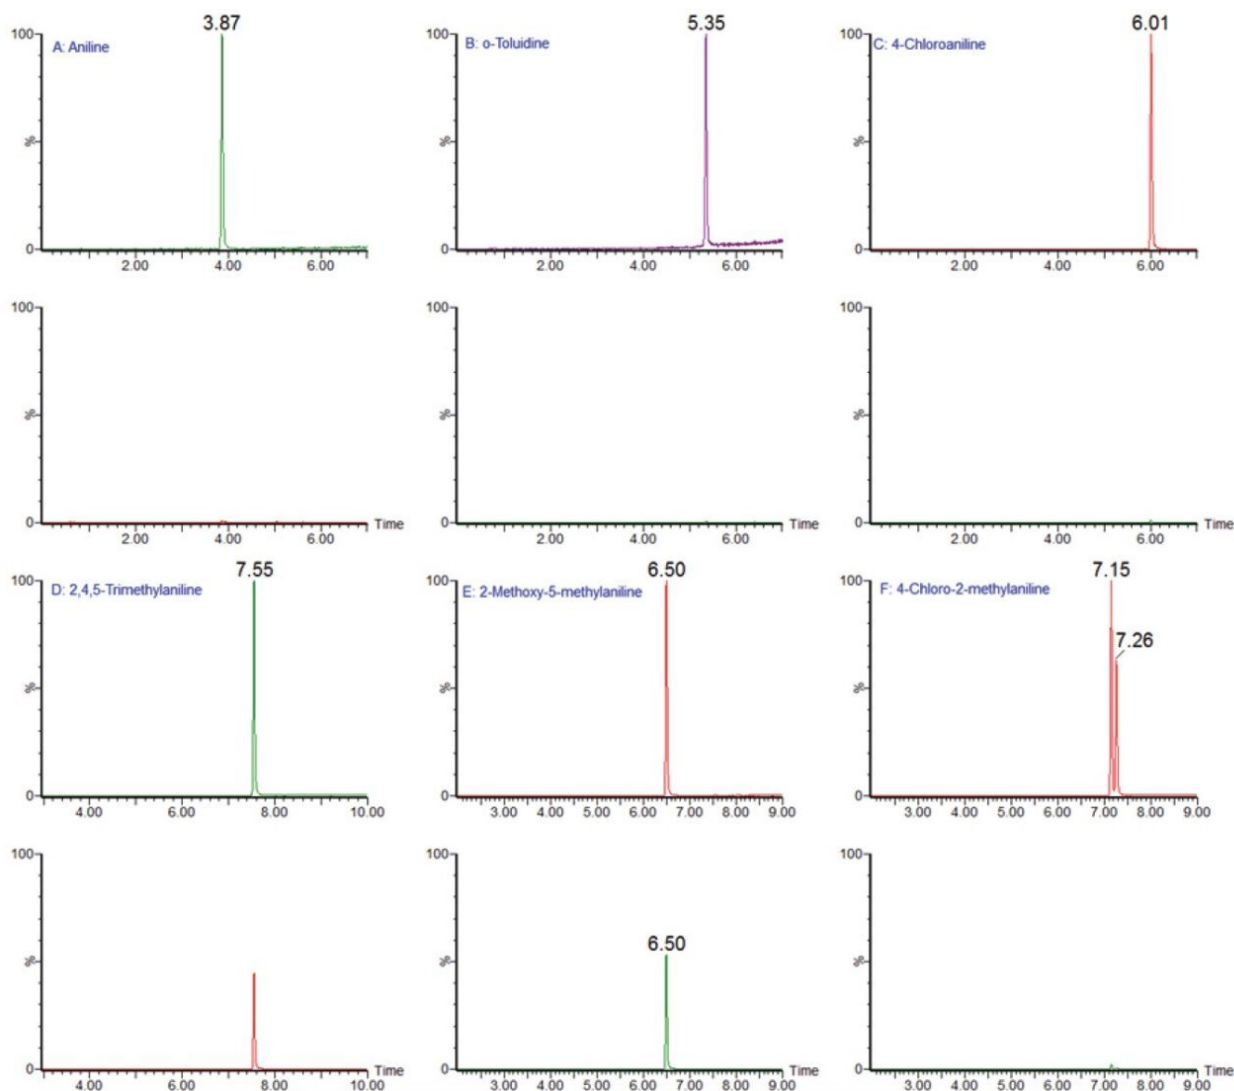 3.87
5.35
6.01
100
A: Aniline
100
B: o-Toluidine
100
C: 4-Chloroaniline
%
%
%
0
0
0
2.00 4.00 6.00
2.00 4.00 6.00
2.00 4.00 6.00
100
100
100
%
%
%
0
0
0
Time
Time
Time
2.00 4.00 6.00
2.00 4.00 6.00
2.00 4.00 6.00
7.55
6.50
7.15
100
D: 2,4,5-Trimethylaniline
100
E: 2-Methoxy-5-methylaniline
100
F: 4-Chloro-2-methylaniline
7.26
%
%
%
0
0
0
4.00 6.00 8.00 10.00
3.00 4.00 5.00 6.00 7.00 8.00 9.00
3.00 4.00 5.00 6.00 7.00 8.00 9.00
100
100
100
6.50
%
%
%
0
0
0
Time
Time
Time
4.00 6.00 8.00 10.00
3.00 4.00 5.00 6.00 7.00 8.00 9.00
3.00 4.00 5.00 6.00 7.00 8.00 9.00